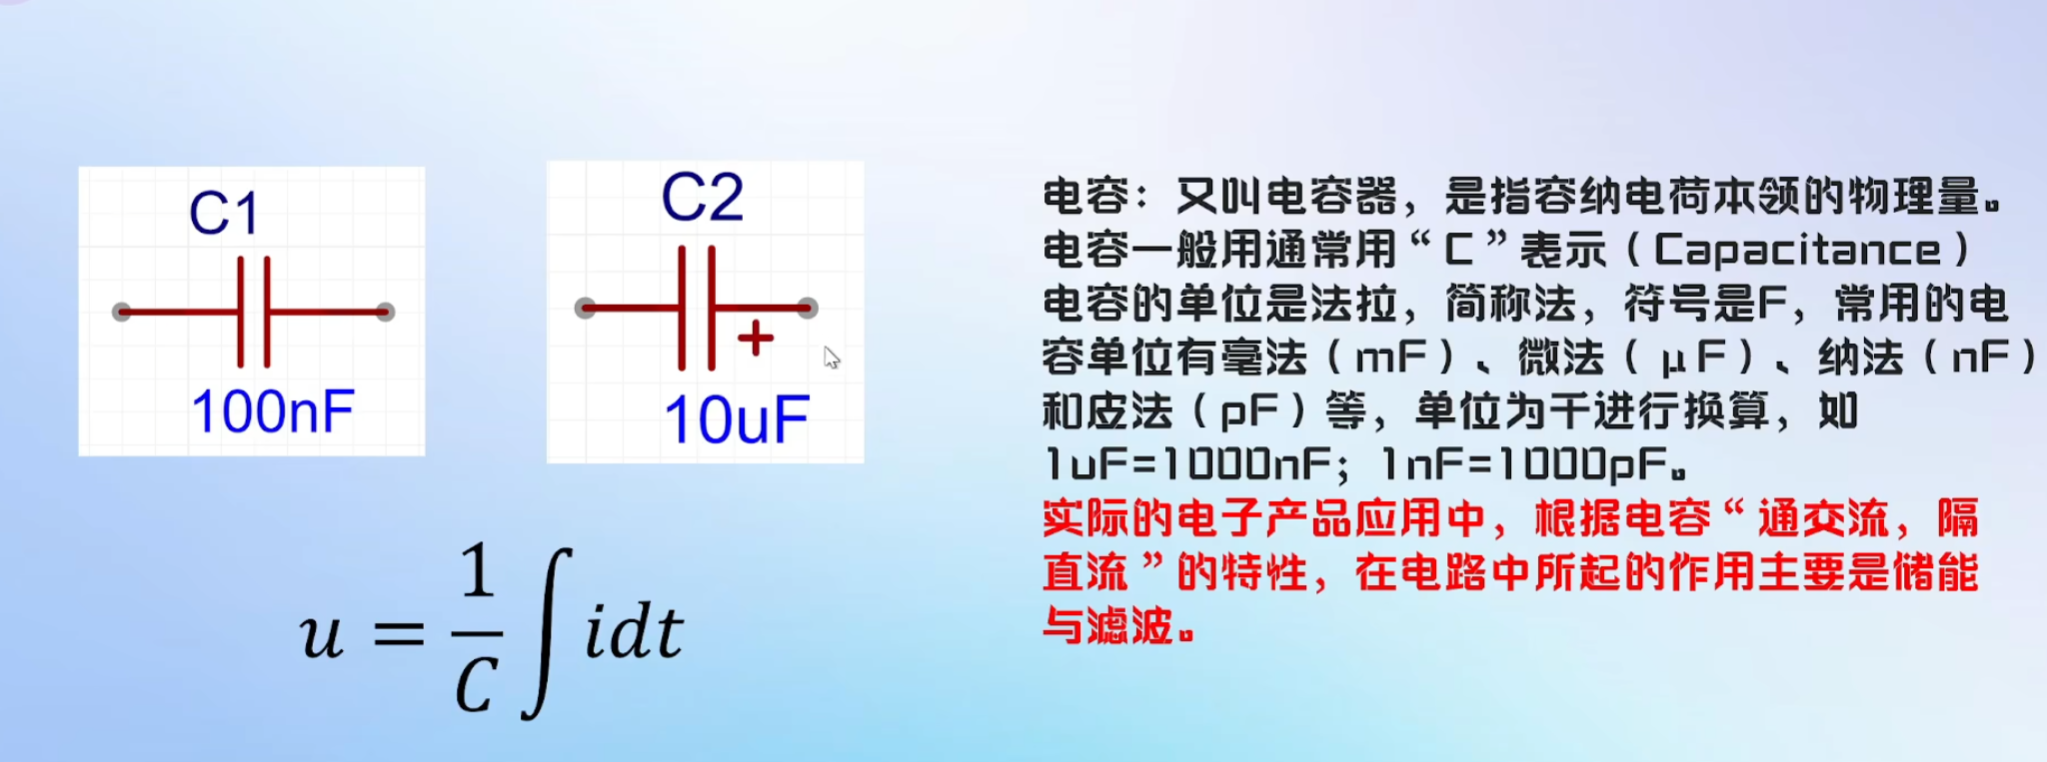 C1
100nF
C2
+
10uF
u = 1/C ∫ idt
电容：又叫电容器，是指容纳电荷本领的物理量。
电容一般用通常用“C”表示（Capacitance）
电容的单位是法拉，简称法，符号是F，常用的电
容单位有毫法（mF）、微法（μF）、纳法（nF）
和皮法（pF）等，单位为千进行换算，如
1uF=1000nF；1nF=1000pF。
实际的电子产品应用中，根据电容“通交流，隔
直流”的特性，在电路中所起的作用主要是储能
与滤波。